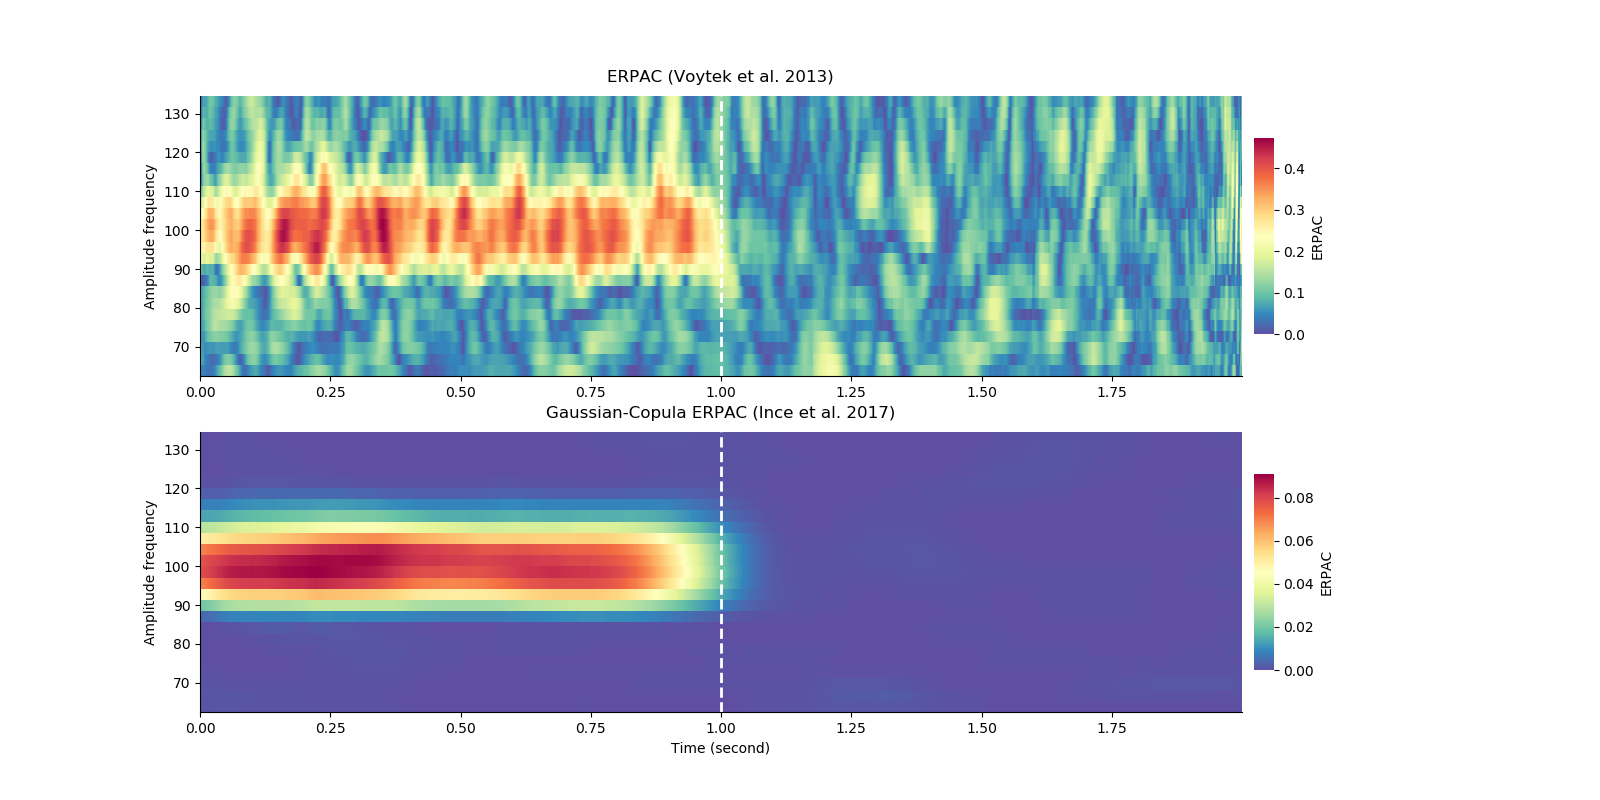 ERPAC (Voytek et al. 2013)
Amplitude frequency
130
120
110
100
90
80
70
0.00 0.25 0.50 0.75 1.00 1.25 1.50 1.75
0.4
0.3
0.2
0.1
0.0
ERPAC
Gaussian-Copula ERPAC (Ince et al. 2017)
Amplitude frequency
130
120
110
100
90
80
70
0.00 0.25 0.50 0.75 1.00 1.25 1.50 1.75
Time (second)
0.08
0.06
0.04
0.02
0.00
ERPAC